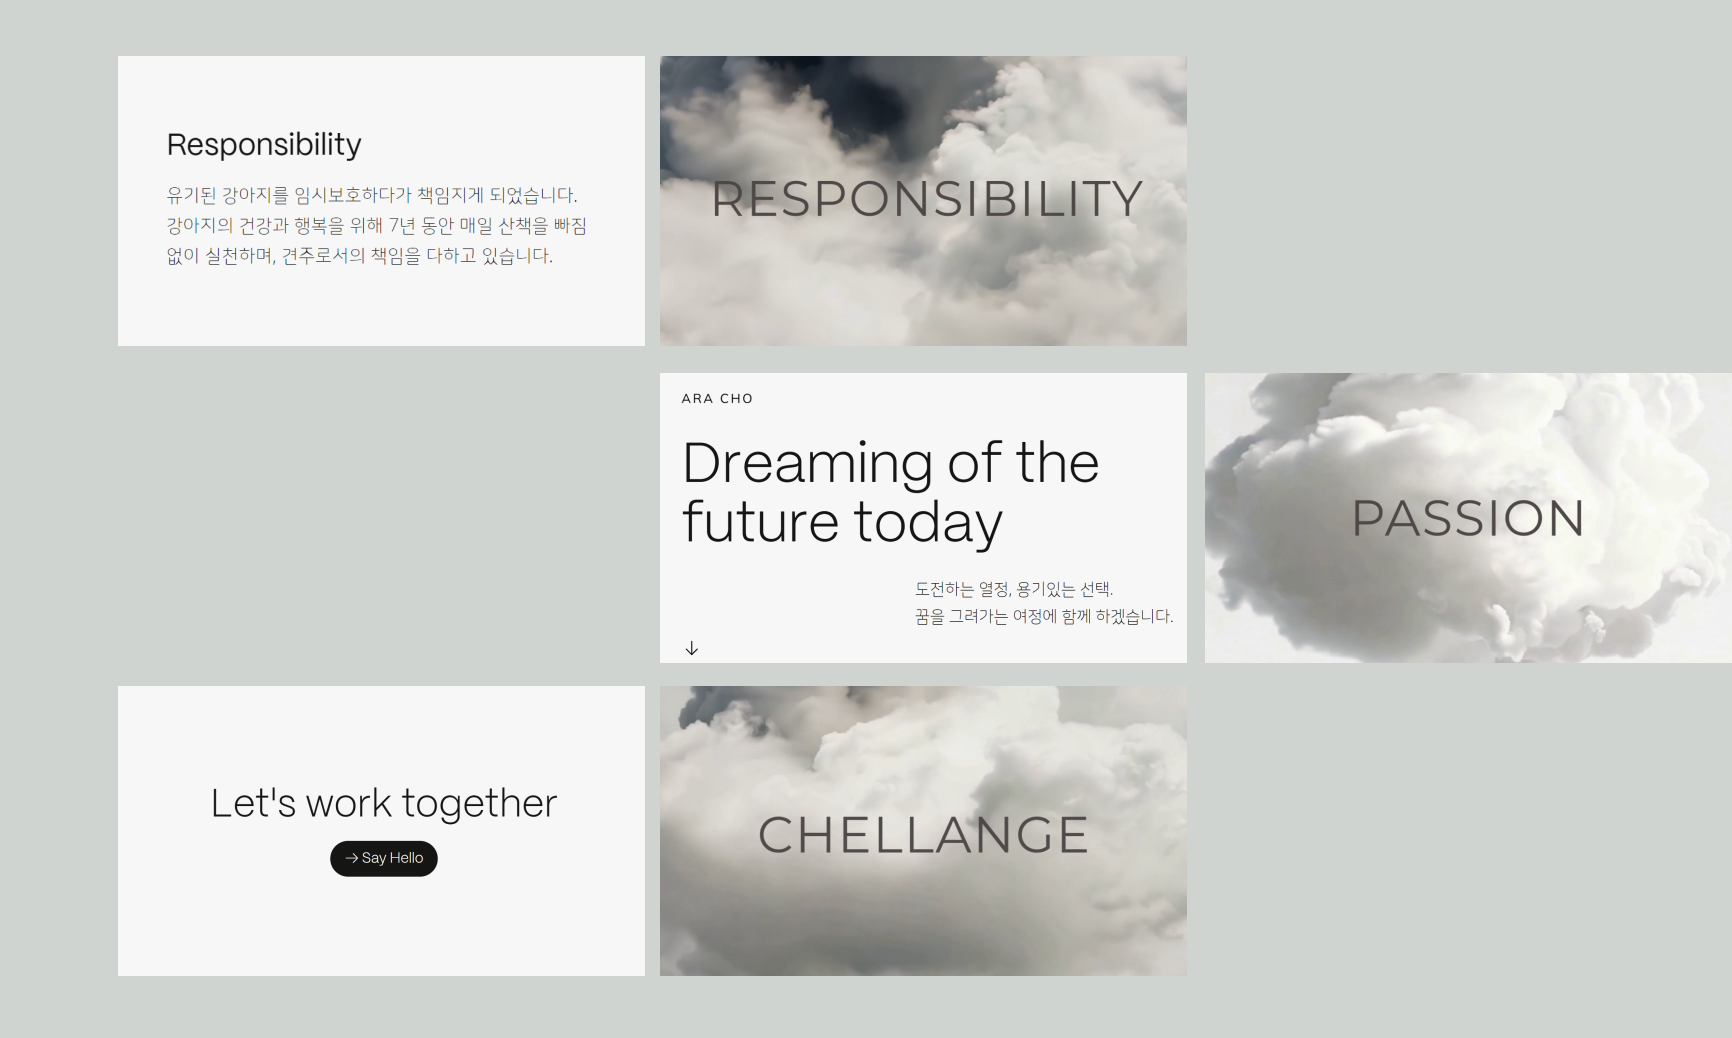 Responsibility
유기된 강아지를 임시보호하다가 책임지게 되었습니다.
강아지의 건강과 행복을 위해 7년 동안 매일 산책을 빠짐
없이 실천하며, 견주로서의 책임을 다하고 있습니다.
RESPONSIBILITY
ARA CHO
Dreaming of the
future today
도전하는 열정, 용기있는 선택.
꿈을 그려가는 여정에 함께 하겠습니다.
PASSION
Let's work together
→ Say Hello
CHELLANGE